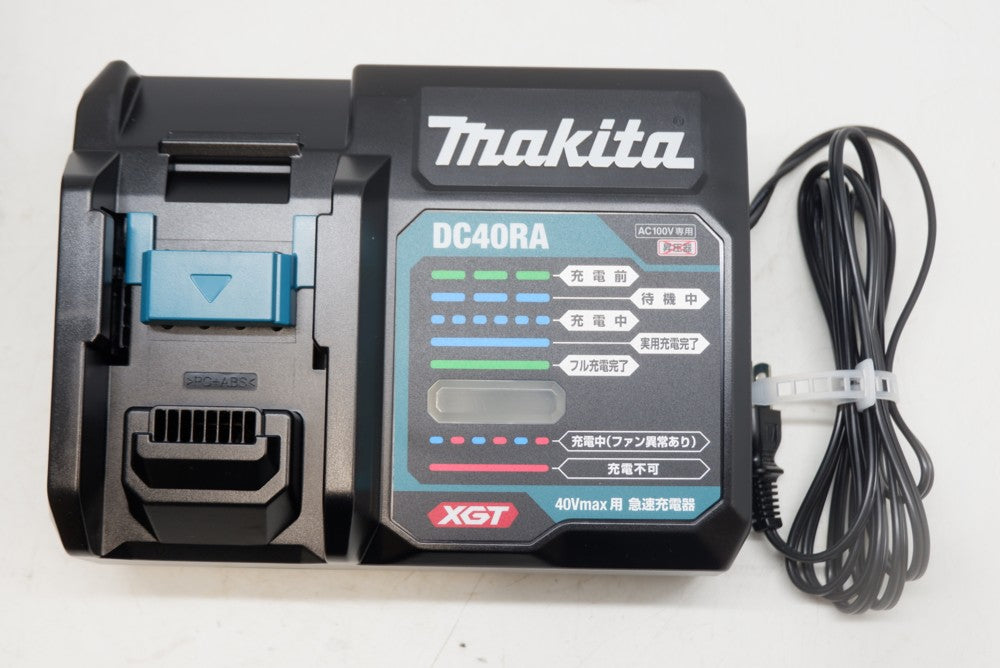 makita®
DC40RA
AC100V専用
昇圧器
充電前
待機中
充電中
実用充電完了
フル充電完了
>PC+ABS<
充電中(ファン異常あり)
充電不可
XGT
40Vmax用 急速充電器